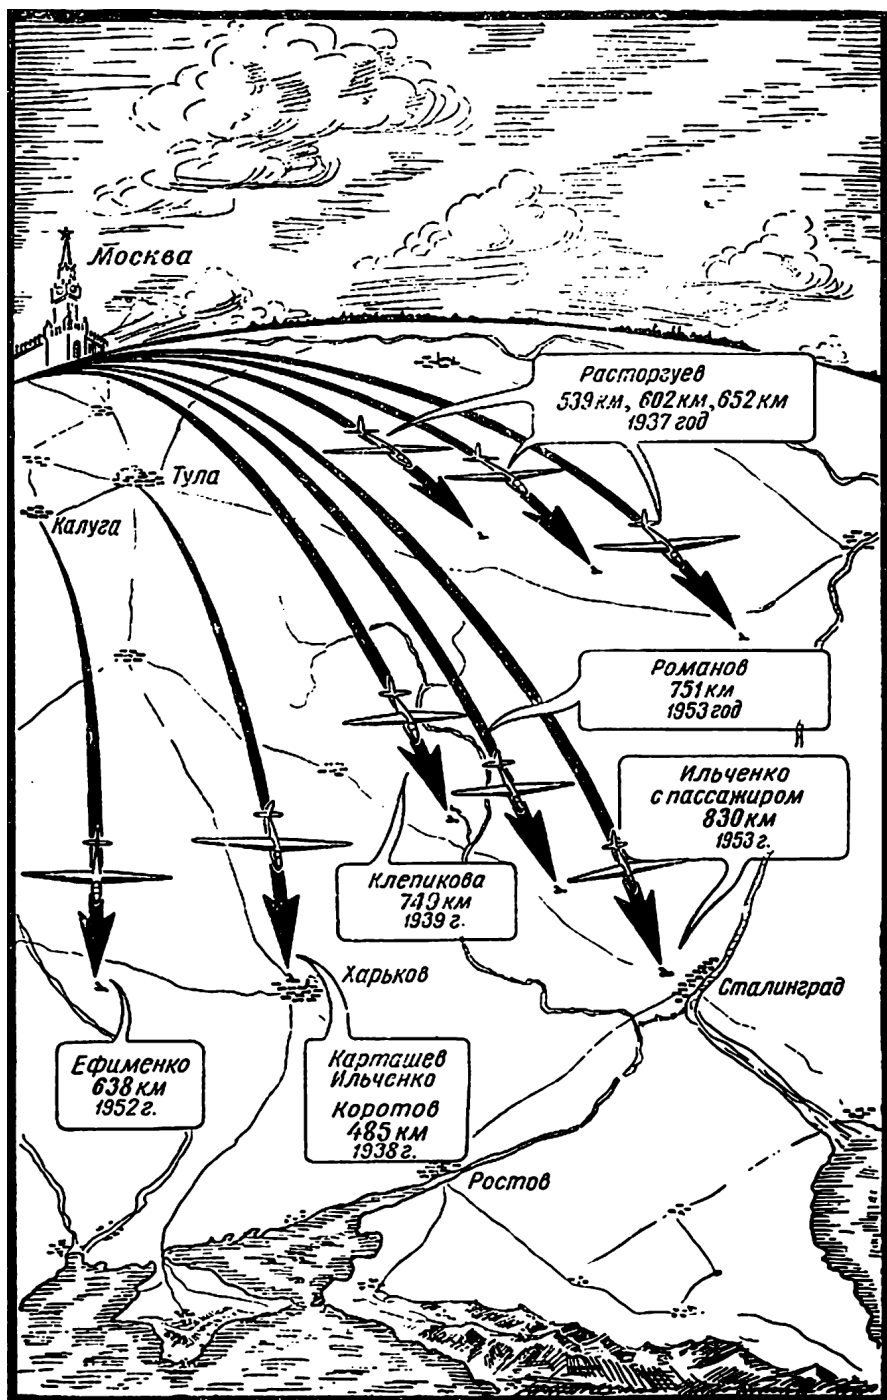 Москва
Расторгуев
539 км, 602 км, 652 км
1937 год
Тула
Калуга
Романов
751 км
1953 год
Ильченко
с пассажиром
830 км
1953 г.
Клепикова
749 км
1939 г.
Харьков
Сталинград
Ефименко
638 км
1952 г.
Карташев
Ильченко
Коротов
485 км
1938 г.
Ростов